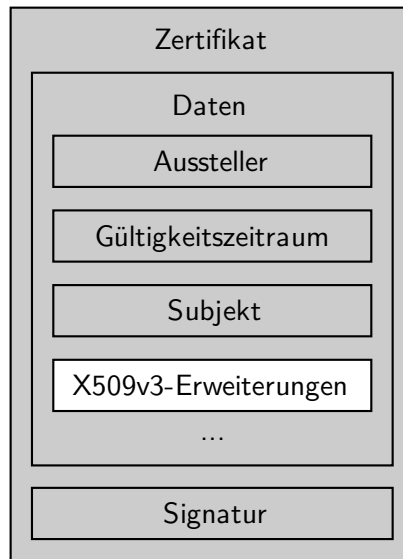 Zertifikat
Daten
Aussteller
Gültigkeitszeitraum
Subjekt
X509v3-Erweiterungen
...
Signatur